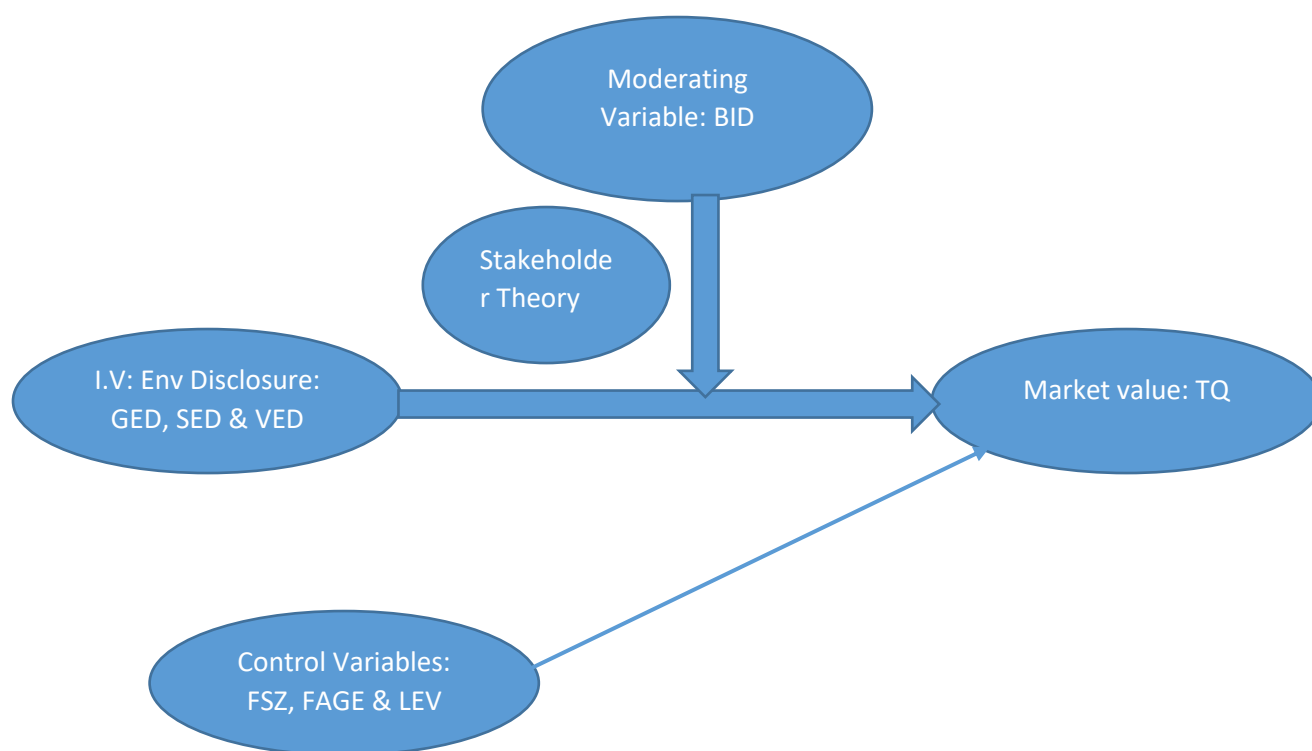 Moderating
Variable: BID
Stakeholde
r Theory
I.V: Env Disclosure:
GED, SED & VED
Market value: TQ
Control Variables:
FSZ, FAGE & LEV